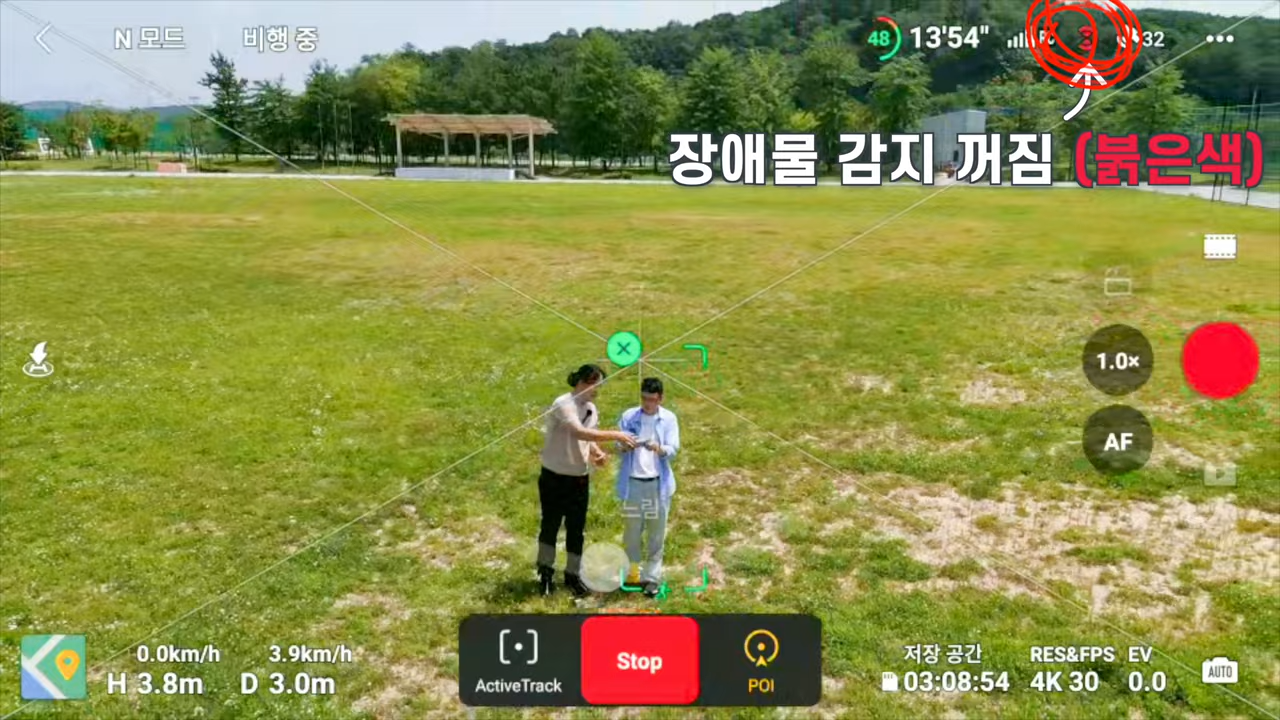 N 모드
비행 중
48
13'54"
32
장애물 감지 꺼짐 (붉은색)
1.0×
AF
느림
0.0km/h
3.9km/h
H 3.8m
D 3.0m
ActiveTrack
Stop
POI
저장 공간
03:08:54
RES&FPS
4K 30
EV
0.0
AUTO